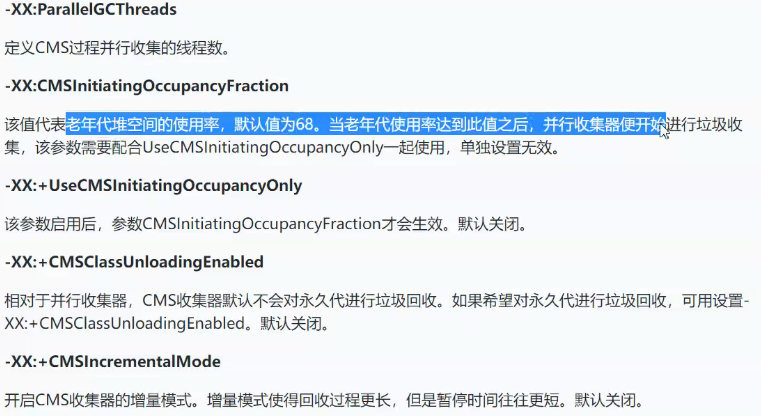 -XX:ParallelGCThreads
定义CMS过程并行收集的线程数。
-XX:CMSInitiatingOccupancyFraction
该值代表老年代堆空间的使用率，默认值为68。当老年代使用率达到此值之后，并行收集器便开始进行垃圾收
集，该参数需要配合UseCMSInitiatingOccupancyOnly一起使用，单独设置无效。
-XX:+UseCMSInitiatingOccupancyOnly
该参数启用后，参数CMSInitiatingOccupancyFraction才会生效。默认关闭。
-XX:+CMSClassUnloadingEnabled
相对于并行收集器，CMS收集器默认不会对永久代进行垃圾回收。如果希望对永久代进行垃圾回收，可用设置-
XX:+CMSClassUnloadingEnabled。默认关闭。
-XX:+CMSIncrementalMode
开启CMS收集器的增量模式。增量模式使得回收过程更长，但是暂停时间往往更短。默认关闭。